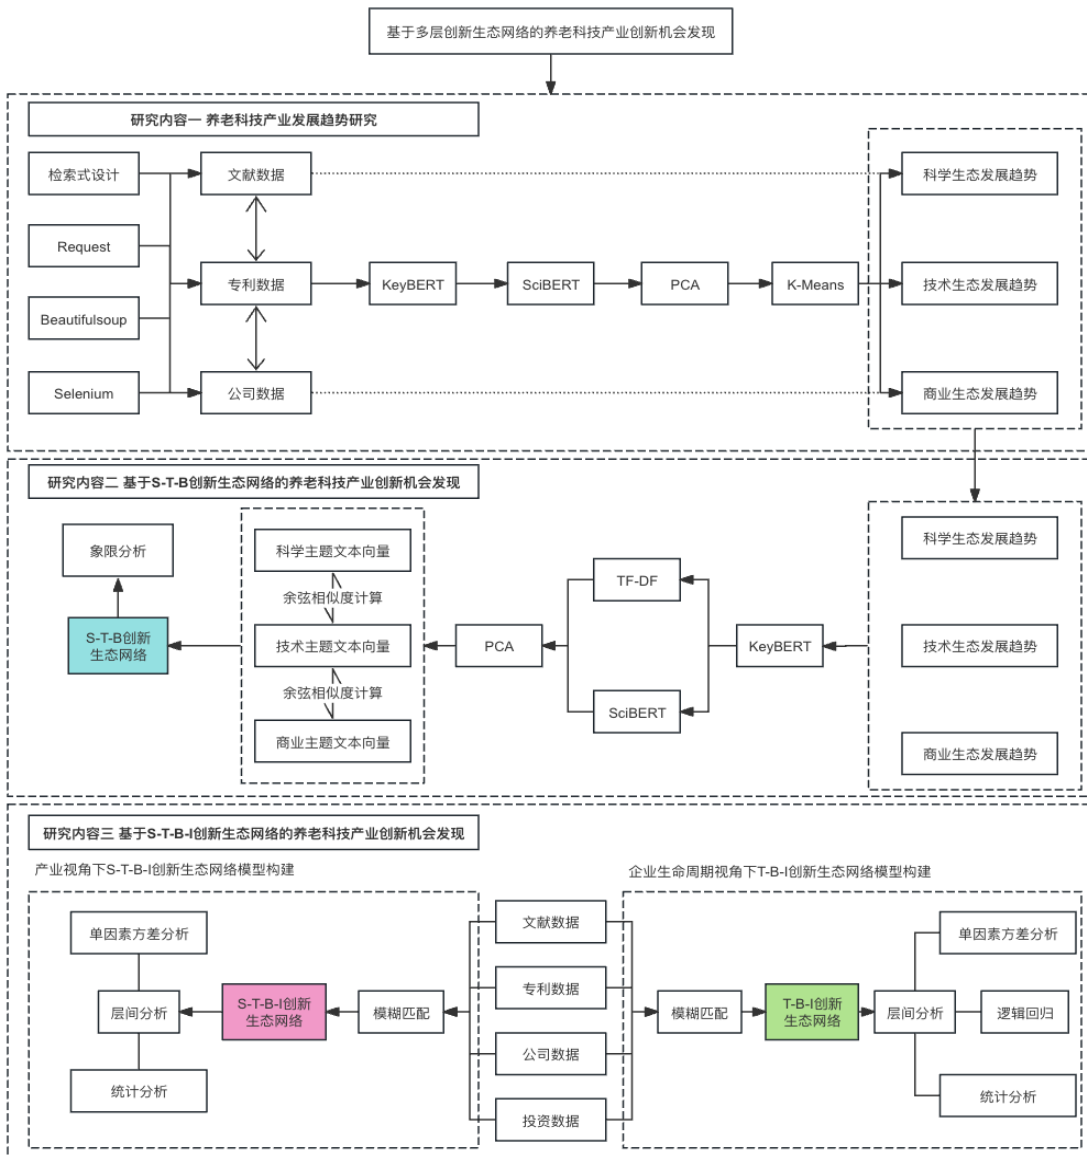 基于多层创新生态网络的养老科技产业创新机会发现
研究内容一 养老科技产业发展趋势研究
检索式设计
文献数据
科学生态发展趋势
Request
专利数据
KeyBERT
SciBERT
PCA
K-Means
技术生态发展趋势
Beautifulsoup
Selenium
公司数据
商业生态发展趋势
研究内容二 基于S-T-B创新生态网络的养老科技产业创新机会发现
象限分析
S-T-B创新
生态网络
科学主题文本向量
余弦相似度计算
技术主题文本向量
余弦相似度计算
商业主题文本向量
PCA
TF-DF
SciBERT
KeyBERT
科学生态发展趋势
技术生态发展趋势
商业生态发展趋势
研究内容三 基于S-T-B-I创新生态网络的养老科技产业创新机会发现
产业视角下S-T-B-I创新生态网络模型构建
企业生命周期视角下T-B-I创新生态网络模型构建
单因素方差分析
层间分析
统计分析
S-T-B-I创新
生态网络
模糊匹配
文献数据
专利数据
公司数据
投资数据
模糊匹配
T-B-I创新
生态网络
层间分析
单因素方差分析
逻辑回归
统计分析